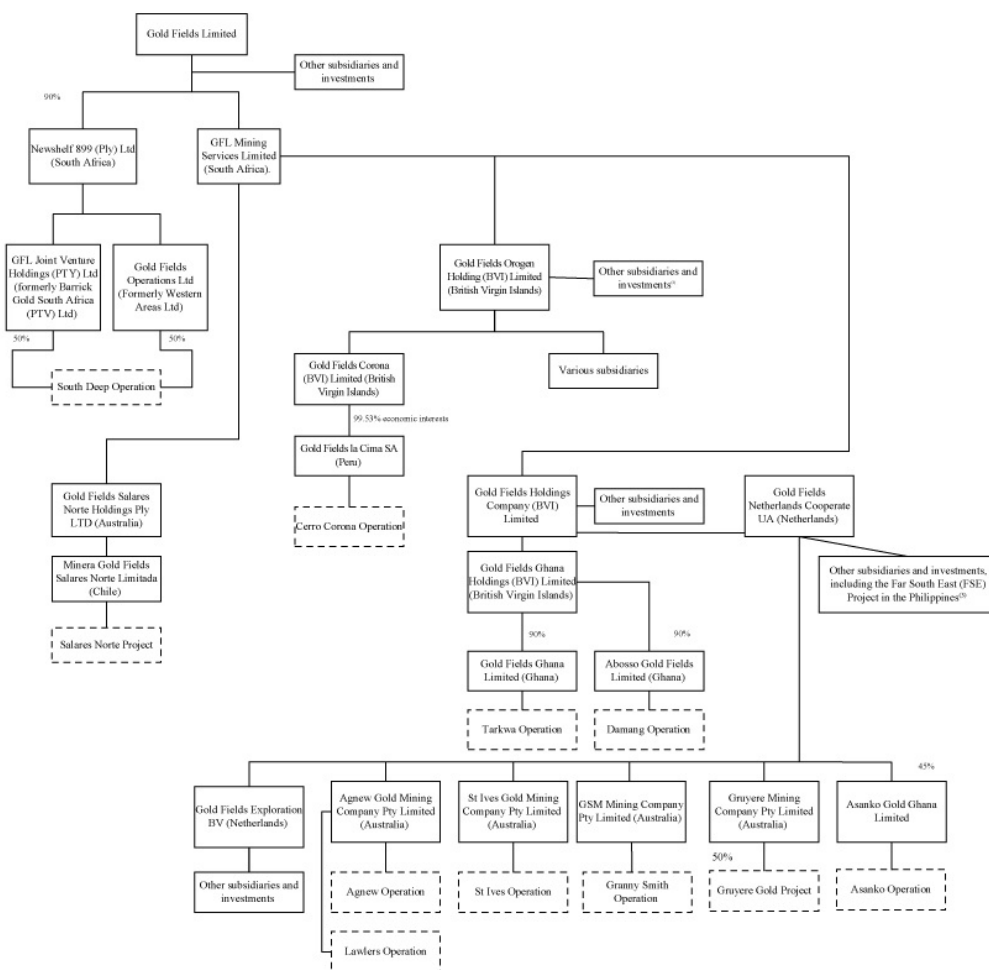 Gold Fields Limited
Other subsidiaries and
investments
90%
Newshelf 899 (Ply) Ltd
(South Africa)
GFL Mining
Services Limited
(South Africa).
GFL Joint Venture
Holdings (PTY) Ltd
(formerly Barrick
Gold South Africa
(PTV) Ltd)
Gold Fields
Operations Ltd
(Formerly Western
Areas Ltd)
50%
50%
South Deep Operation
Gold Fields Orogen
Holding (BVI) Limited
(British Virgin Islands)
Other subsidiaries and
investments⁽¹⁾
Gold Fields Corona
(BVI) Limited (British
Virgin Islands)
Various subsidiaries
99.53% economic interests
Gold Fields la Cima SA
(Peru)
Cerro Corona Operation
Gold Fields Salares
Norte Holdings Ply
LTD (Australia)
Minera Gold Fields
Salares Norte Limitada
(Chile)
Salares Norte Project
Gold Fields Holdings
Company (BVI)
Limited
Other subsidiaries and
investments
Gold Fields
Netherlands Cooperate
UA (Netherlands)
Gold Fields Ghana
Holdings (BVI) Limited
(British Virgin Islands)
Other subsidiaries and investments,
including the Far South East (FSE)
Project in the Philippines⁽³⁾
90%
90%
Gold Fields Ghana
Limited (Ghana)
Abosso Gold Fields
Limited (Ghana)
Tarkwa Operation
Damang Operation
45%
Gold Fields Exploration
BV (Netherlands)
Agnew Gold Mining
Company Pty Limited
(Australia)
St Ives Gold Mining
Company Pty Limited
(Australia)
GSM Mining Company
Pty Limited (Australia)
Gruyere Mining
Company Pty Limited
(Australia)
Asanko Gold Ghana
Limited
50%
Other subsidiaries and
investments
Agnew Operation
St Ives Operation
Granny Smith
Operation
Gruyere Gold Project
Asanko Operation
Lawlers Operation